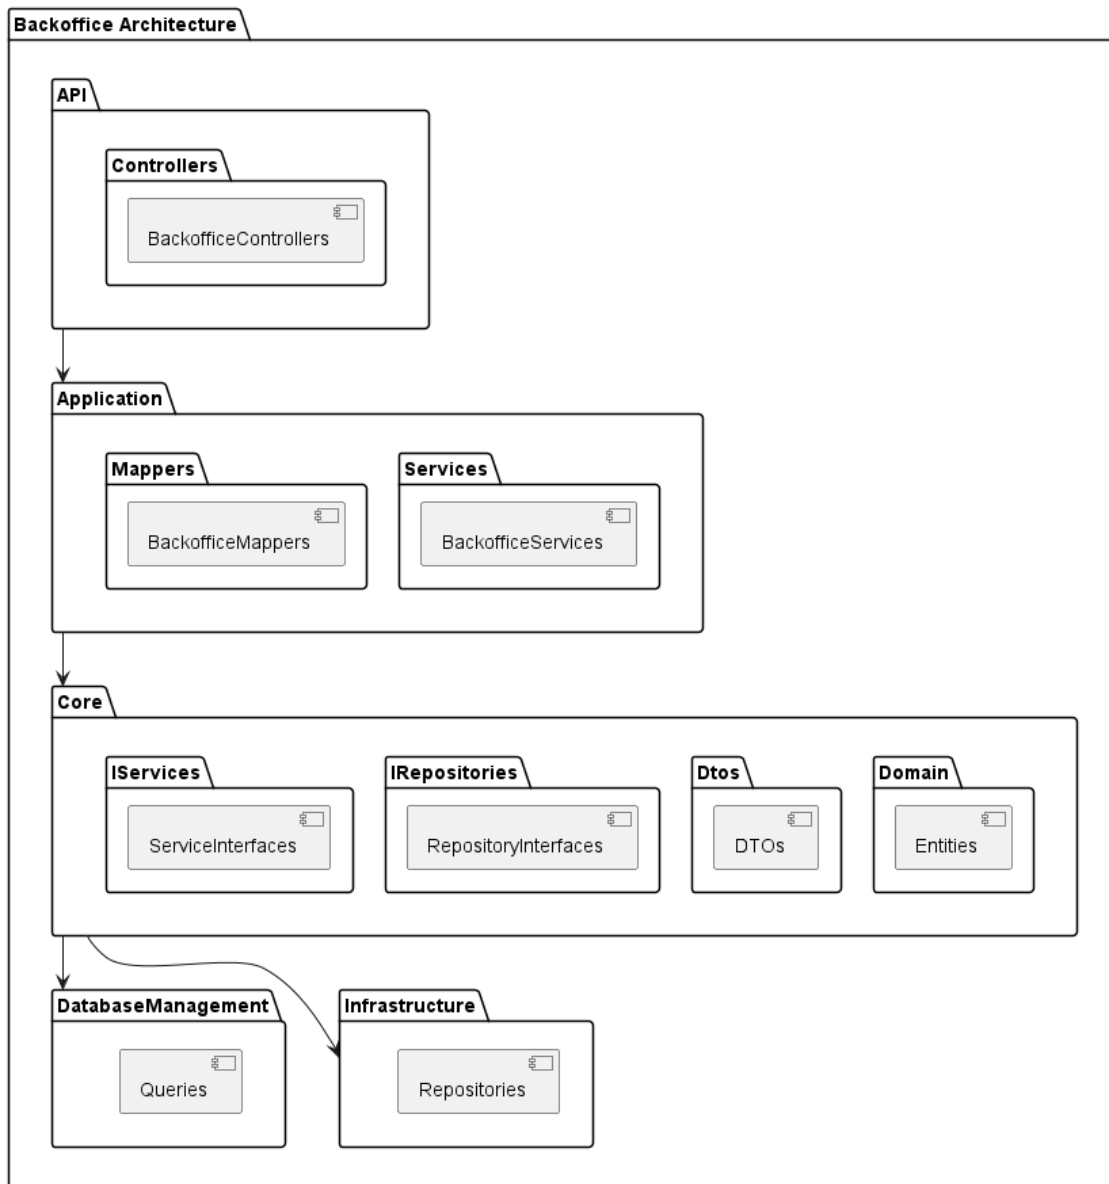 Backoffice Architecture
API
Controllers
BackofficeControllers
Application
Mappers
Services
BackofficeMappers
BackofficeServices
Core
IServices
IRepositories
Dtos
Domain
ServiceInterfaces
RepositoryInterfaces
DTOs
Entities
DatabaseManagement
Infrastructure
Queries
Repositories